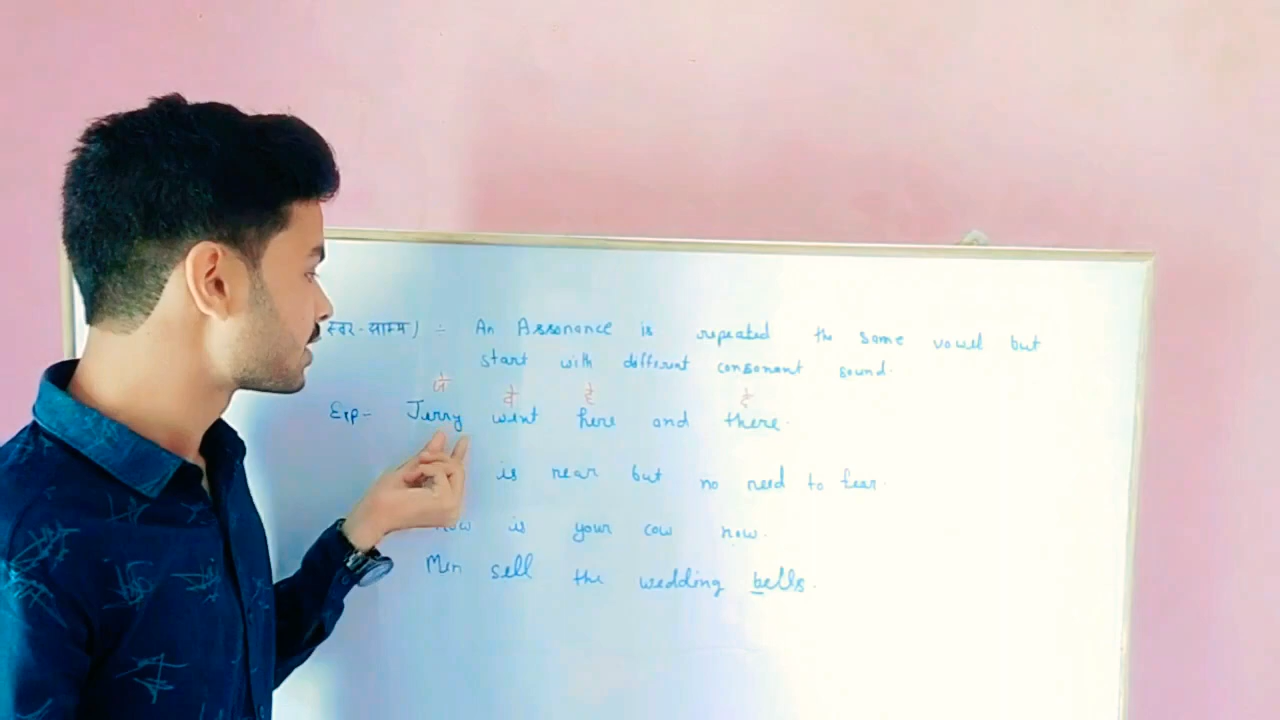 स्वर-साम्य) :- An Assonance is repeated the same vowel but
start with different consonant sound.
जे वे हे दे
Exp- Jerry went here and there.
is near but no need to fear.
How is your cow now.
Men sell the wedding bells.